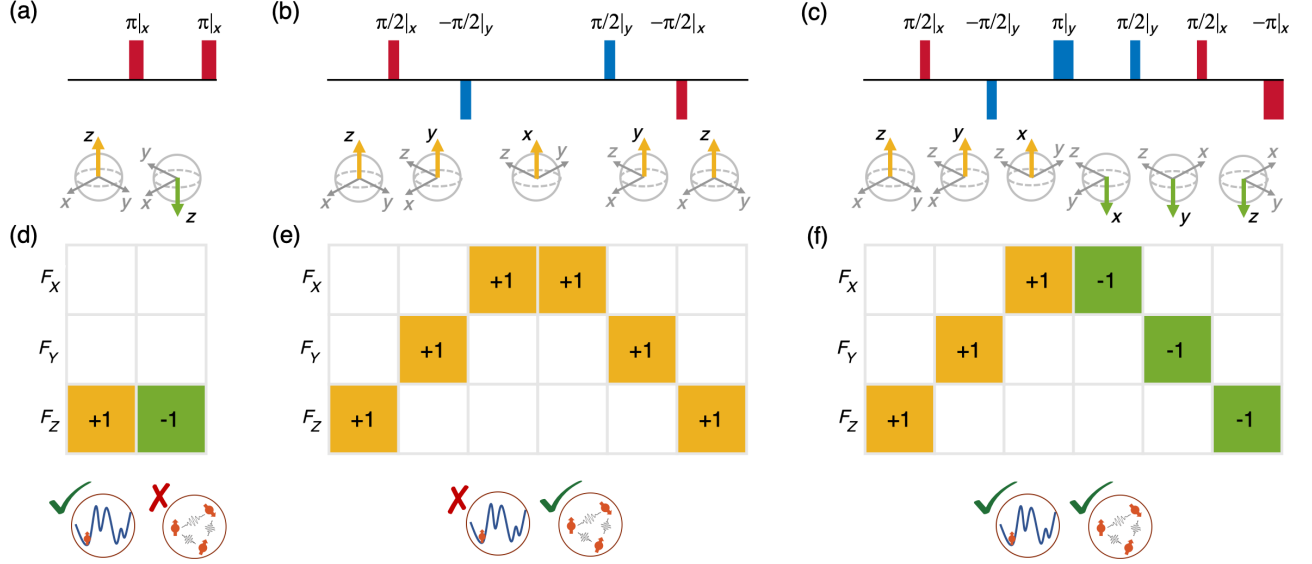 (a)
π|x π|x
z
x y
y
x z
(b)
π/2|x −π/2|y π/2|y −π/2|x
z y x y z
x y
z x
z y
z x
x y
(c)
π/2|x −π/2|y π|y π/2|y π/2|x −π|x
z y x z x x
x y
z x
z y
y x
z y
z y
(d)
FX
FY
FZ +1 -1
(e)
FX +1 +1
FY +1 +1
FZ +1 +1
(f)
FX +1 -1
FY +1 -1
FZ +1 -1